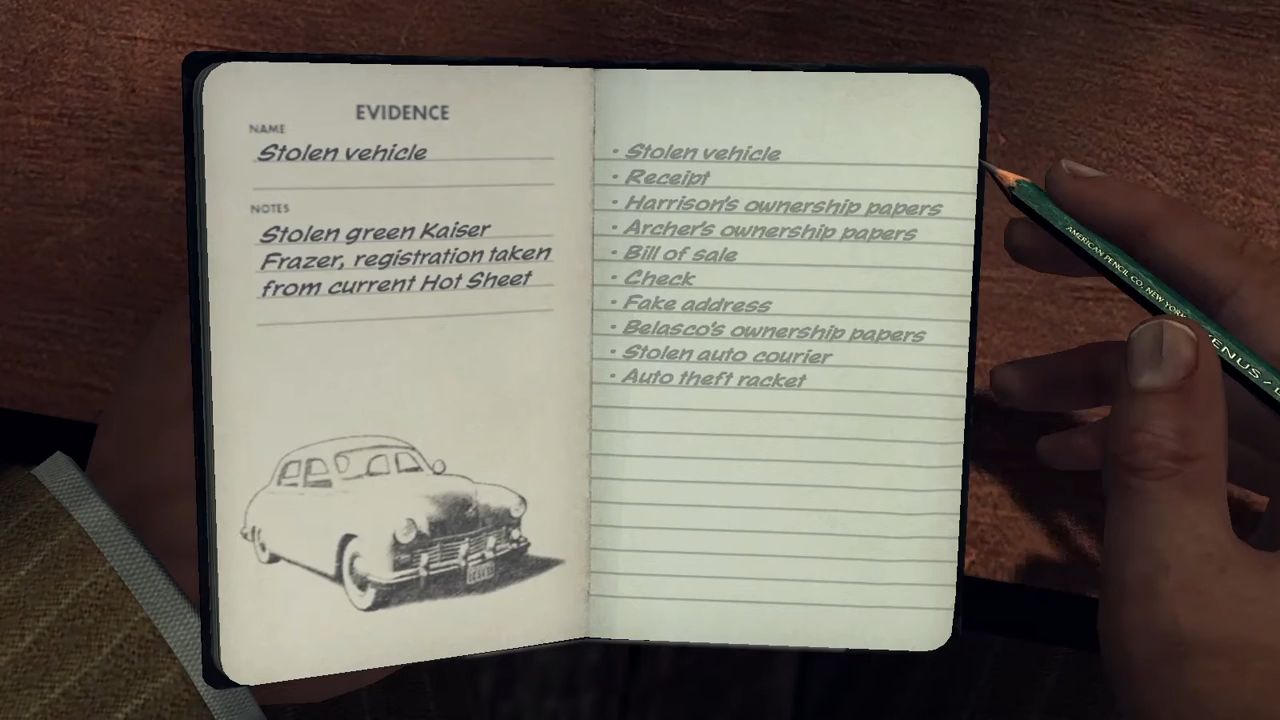 EVIDENCE
NAME
Stolen vehicle
NOTES
Stolen green Kaiser
Frazer, registration taken
from current Hot Sheet
• Stolen vehicle
• Receipt
• Harrison's ownership papers
• Archer's ownership papers
• Bill of sale
• Check
• Fake address
• Belasco's ownership papers
• Stolen auto courier
• Auto theft racket
AMERICAN PENCIL CO. NEW YORK